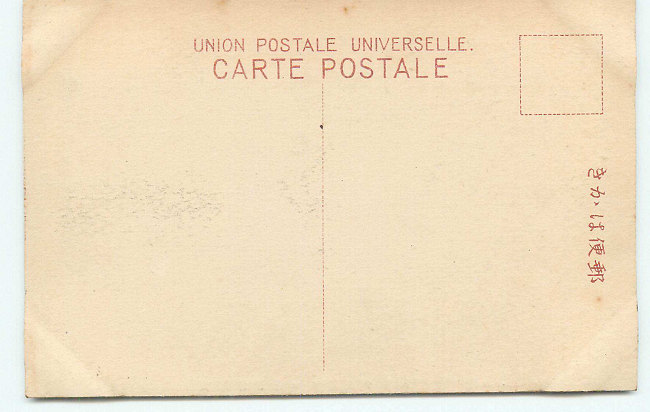 UNION POSTALE UNIVERSELLE.
CARTE POSTALE
郵便はかき